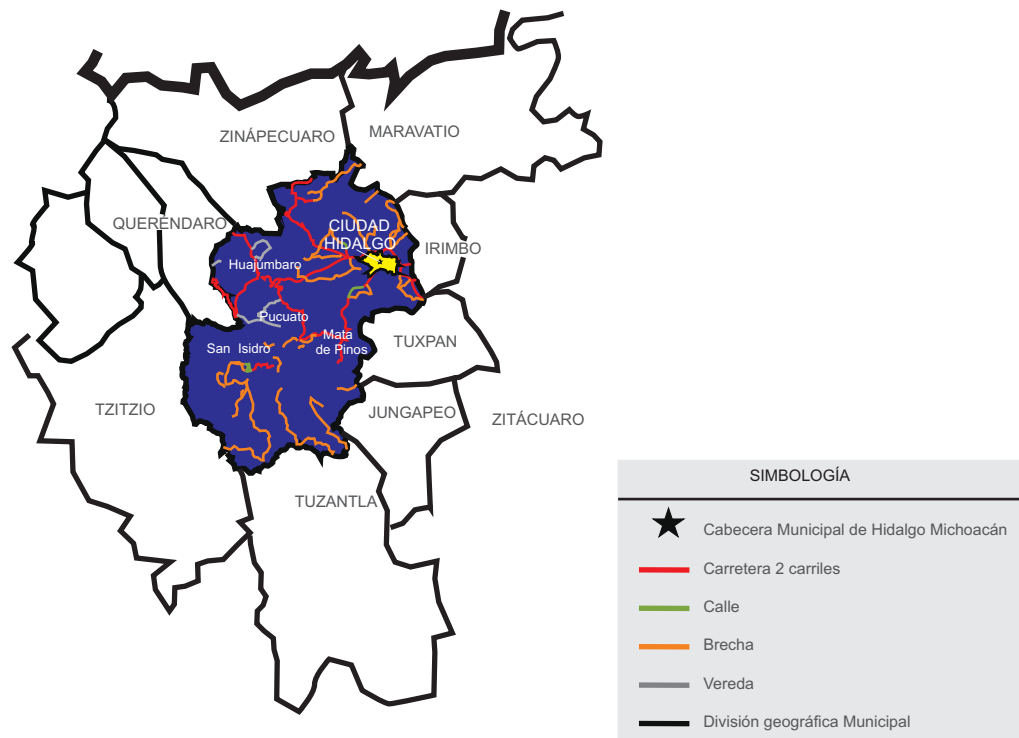 ZINÁPECUARO
MARAVATIO
QUERENDARO
CIUDAD
HIDALGO
IRIMBO
Huajúmbaro
Pucuato
San Isidro
Mata
de Pinos
TUXPAN
TZITZIO
JUNGAPEO
ZITÁCUARO
TUZANTLA
SIMBOLOGÍA
Cabecera Municipal de Hidalgo Michoacán
Carretera 2 carriles
Calle
Brecha
Vereda
División geográfica Municipal